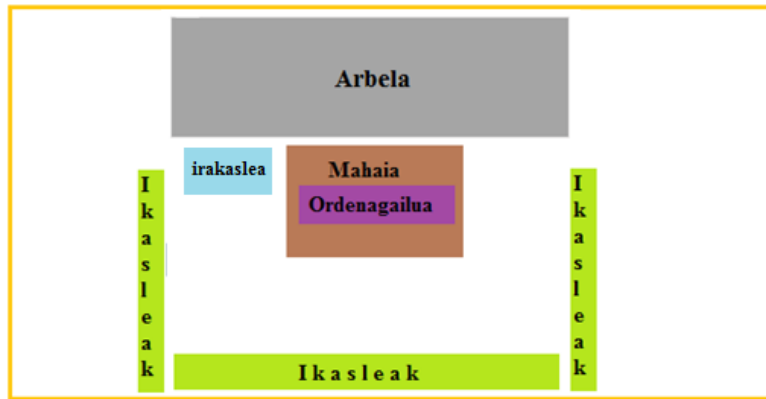 Arbela
irakaslea
Mahaia
Ordenagailua
Ikasleak
Ikasleak
Ikasleak